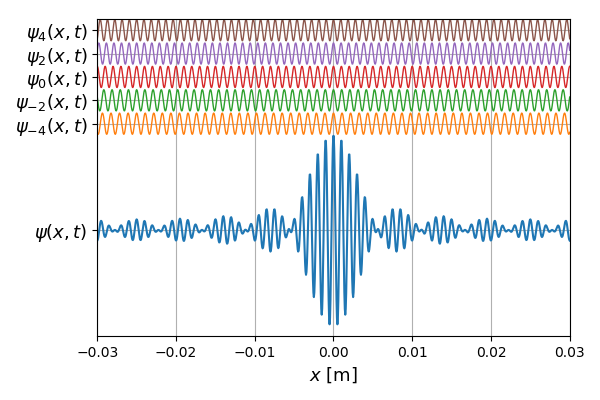 ψ₄(x, t)
ψ₂(x, t)
ψ₀(x, t)
ψ₋₂(x, t)
ψ₋₄(x, t)
ψ(x, t)
−0.03 −0.02 −0.01 0.00 0.01 0.02 0.03
x [m]